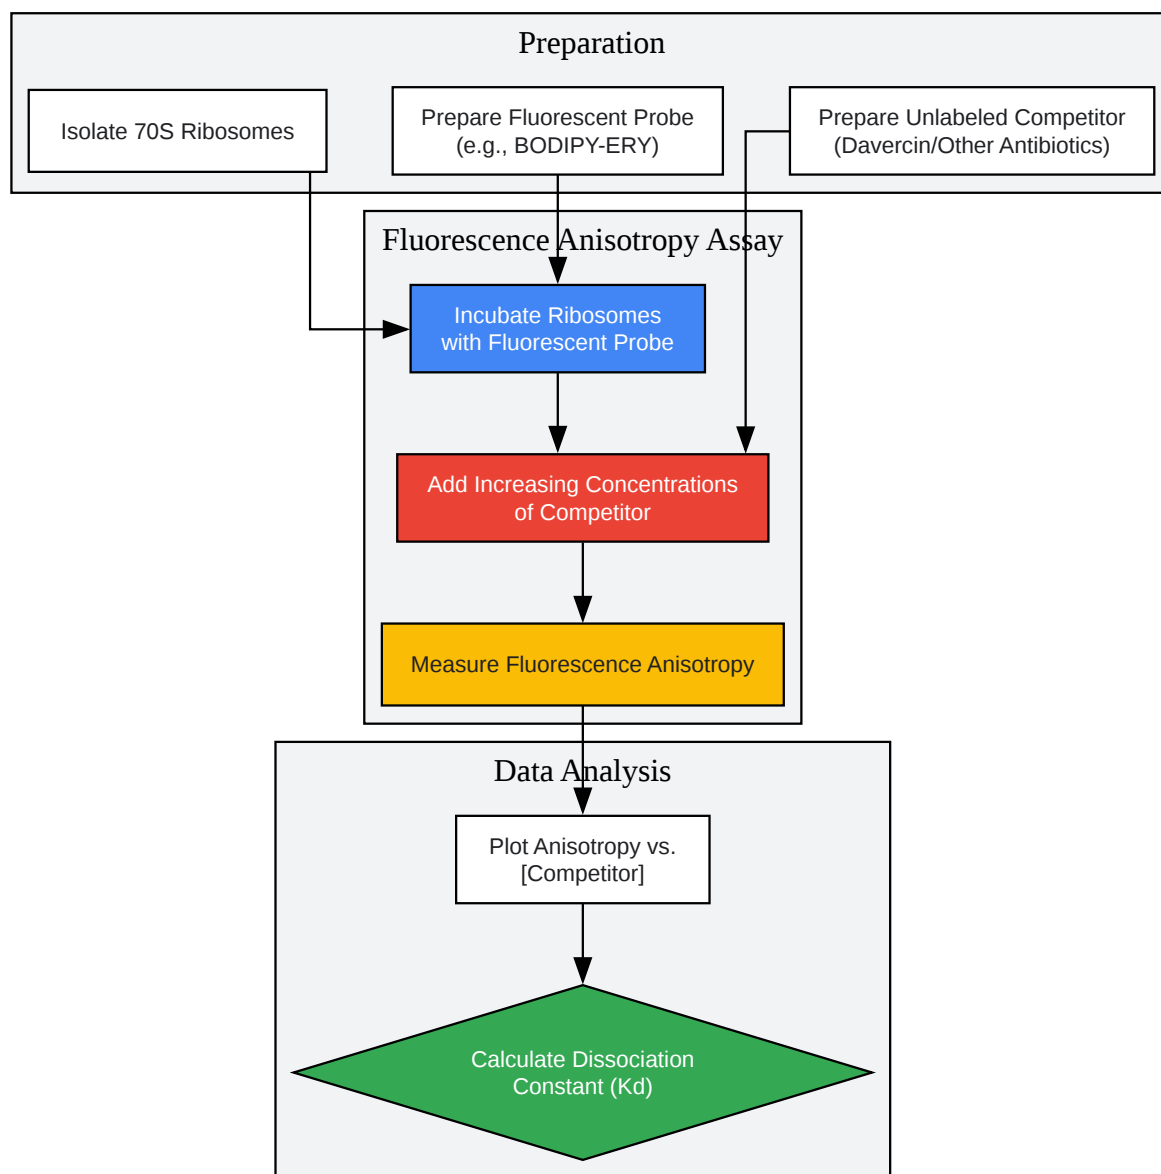 Preparation
Isolate 70S Ribosomes
Prepare Fluorescent Probe
(e.g., BODIPY-ERY)
Prepare Unlabeled Competitor
(Davercin/Other Antibiotics)
Fluorescence Anisotropy Assay
Incubate Ribosomes
with Fluorescent Probe
Add Increasing Concentrations
of Competitor
Measure Fluorescence Anisotropy
Data Analysis
Plot Anisotropy vs.
[Competitor]
Calculate Dissociation
Constant (Kd)